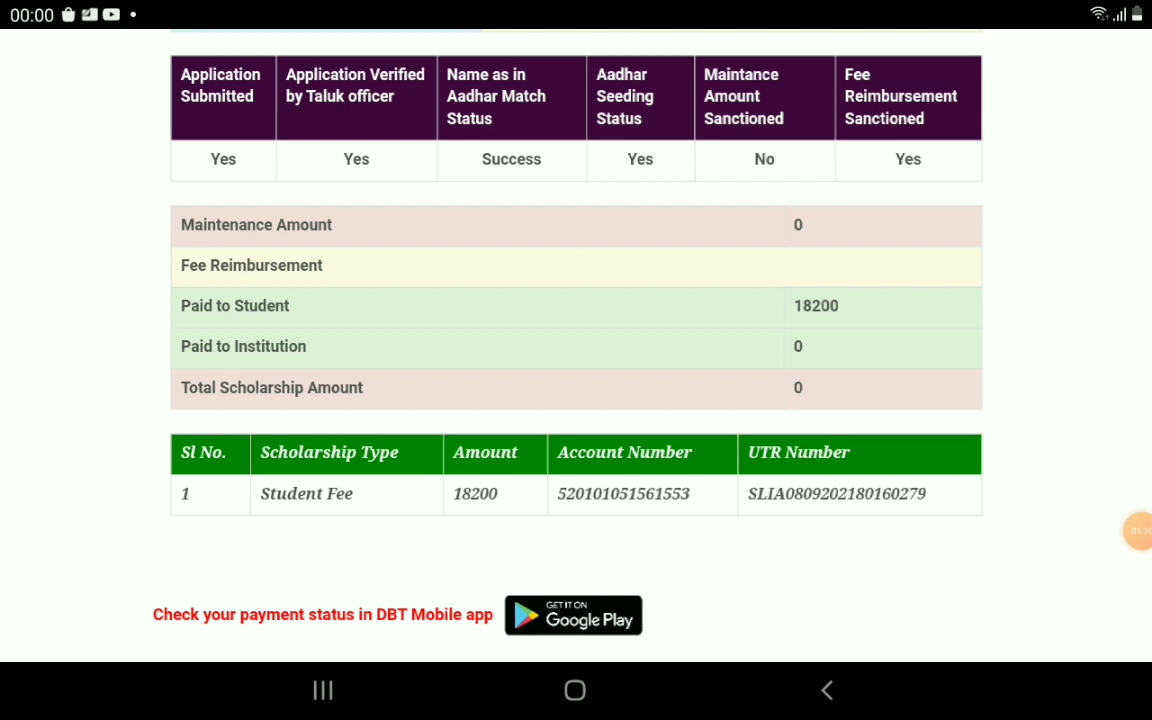 00:00
Application Submitted
Application Verified by Taluk officer
Name as in Aadhar Match Status
Aadhar Seeding Status
Maintance Amount Sanctioned
Fee Reimbursement Sanctioned
Yes Yes Success Yes No Yes
Maintenance Amount 0
Fee Reimbursement
Paid to Student 18200
Paid to Institution 0
Total Scholarship Amount 0
Sl No. Scholarship Type Amount Account Number UTR Number
1 Student Fee 18200 520101051561553 SLIA0809202180160279
01:20
Check your payment status in DBT Mobile app
GET IT ON
Google Play